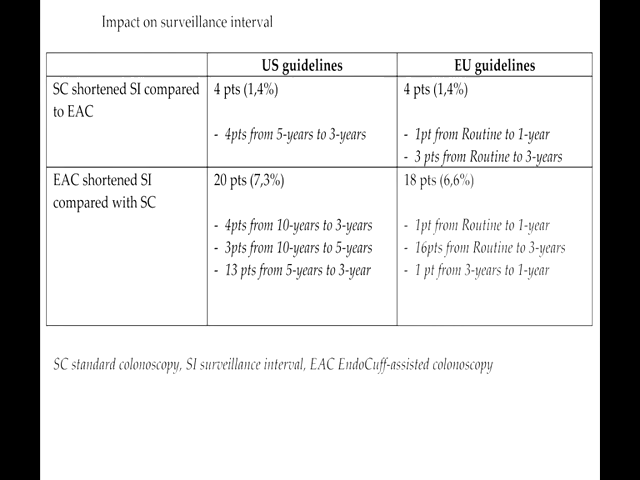 Impact on surveillance interval
US guidelines
EU guidelines
SC shortened SI compared
to EAC
4 pts (1,4%)
- 4pts from 5-years to 3-years
4 pts (1,4%)
- 1pt from Routine to 1-year
- 3 pts from Routine to 3-years
EAC shortened SI
compared with SC
20 pts (7,3%)
- 4pts from 10-years to 3-years
- 3pts from 10-years to 5-years
- 13 pts from 5-years to 3-year
18 pts (6,6%)
- 1pt from Routine to 1-year
- 16pts from Routine to 3-years
- 1 pt from 3-years to 1-year
SC standard colonoscopy, SI surveillance interval, EAC EndoCuff-assisted colonoscopy